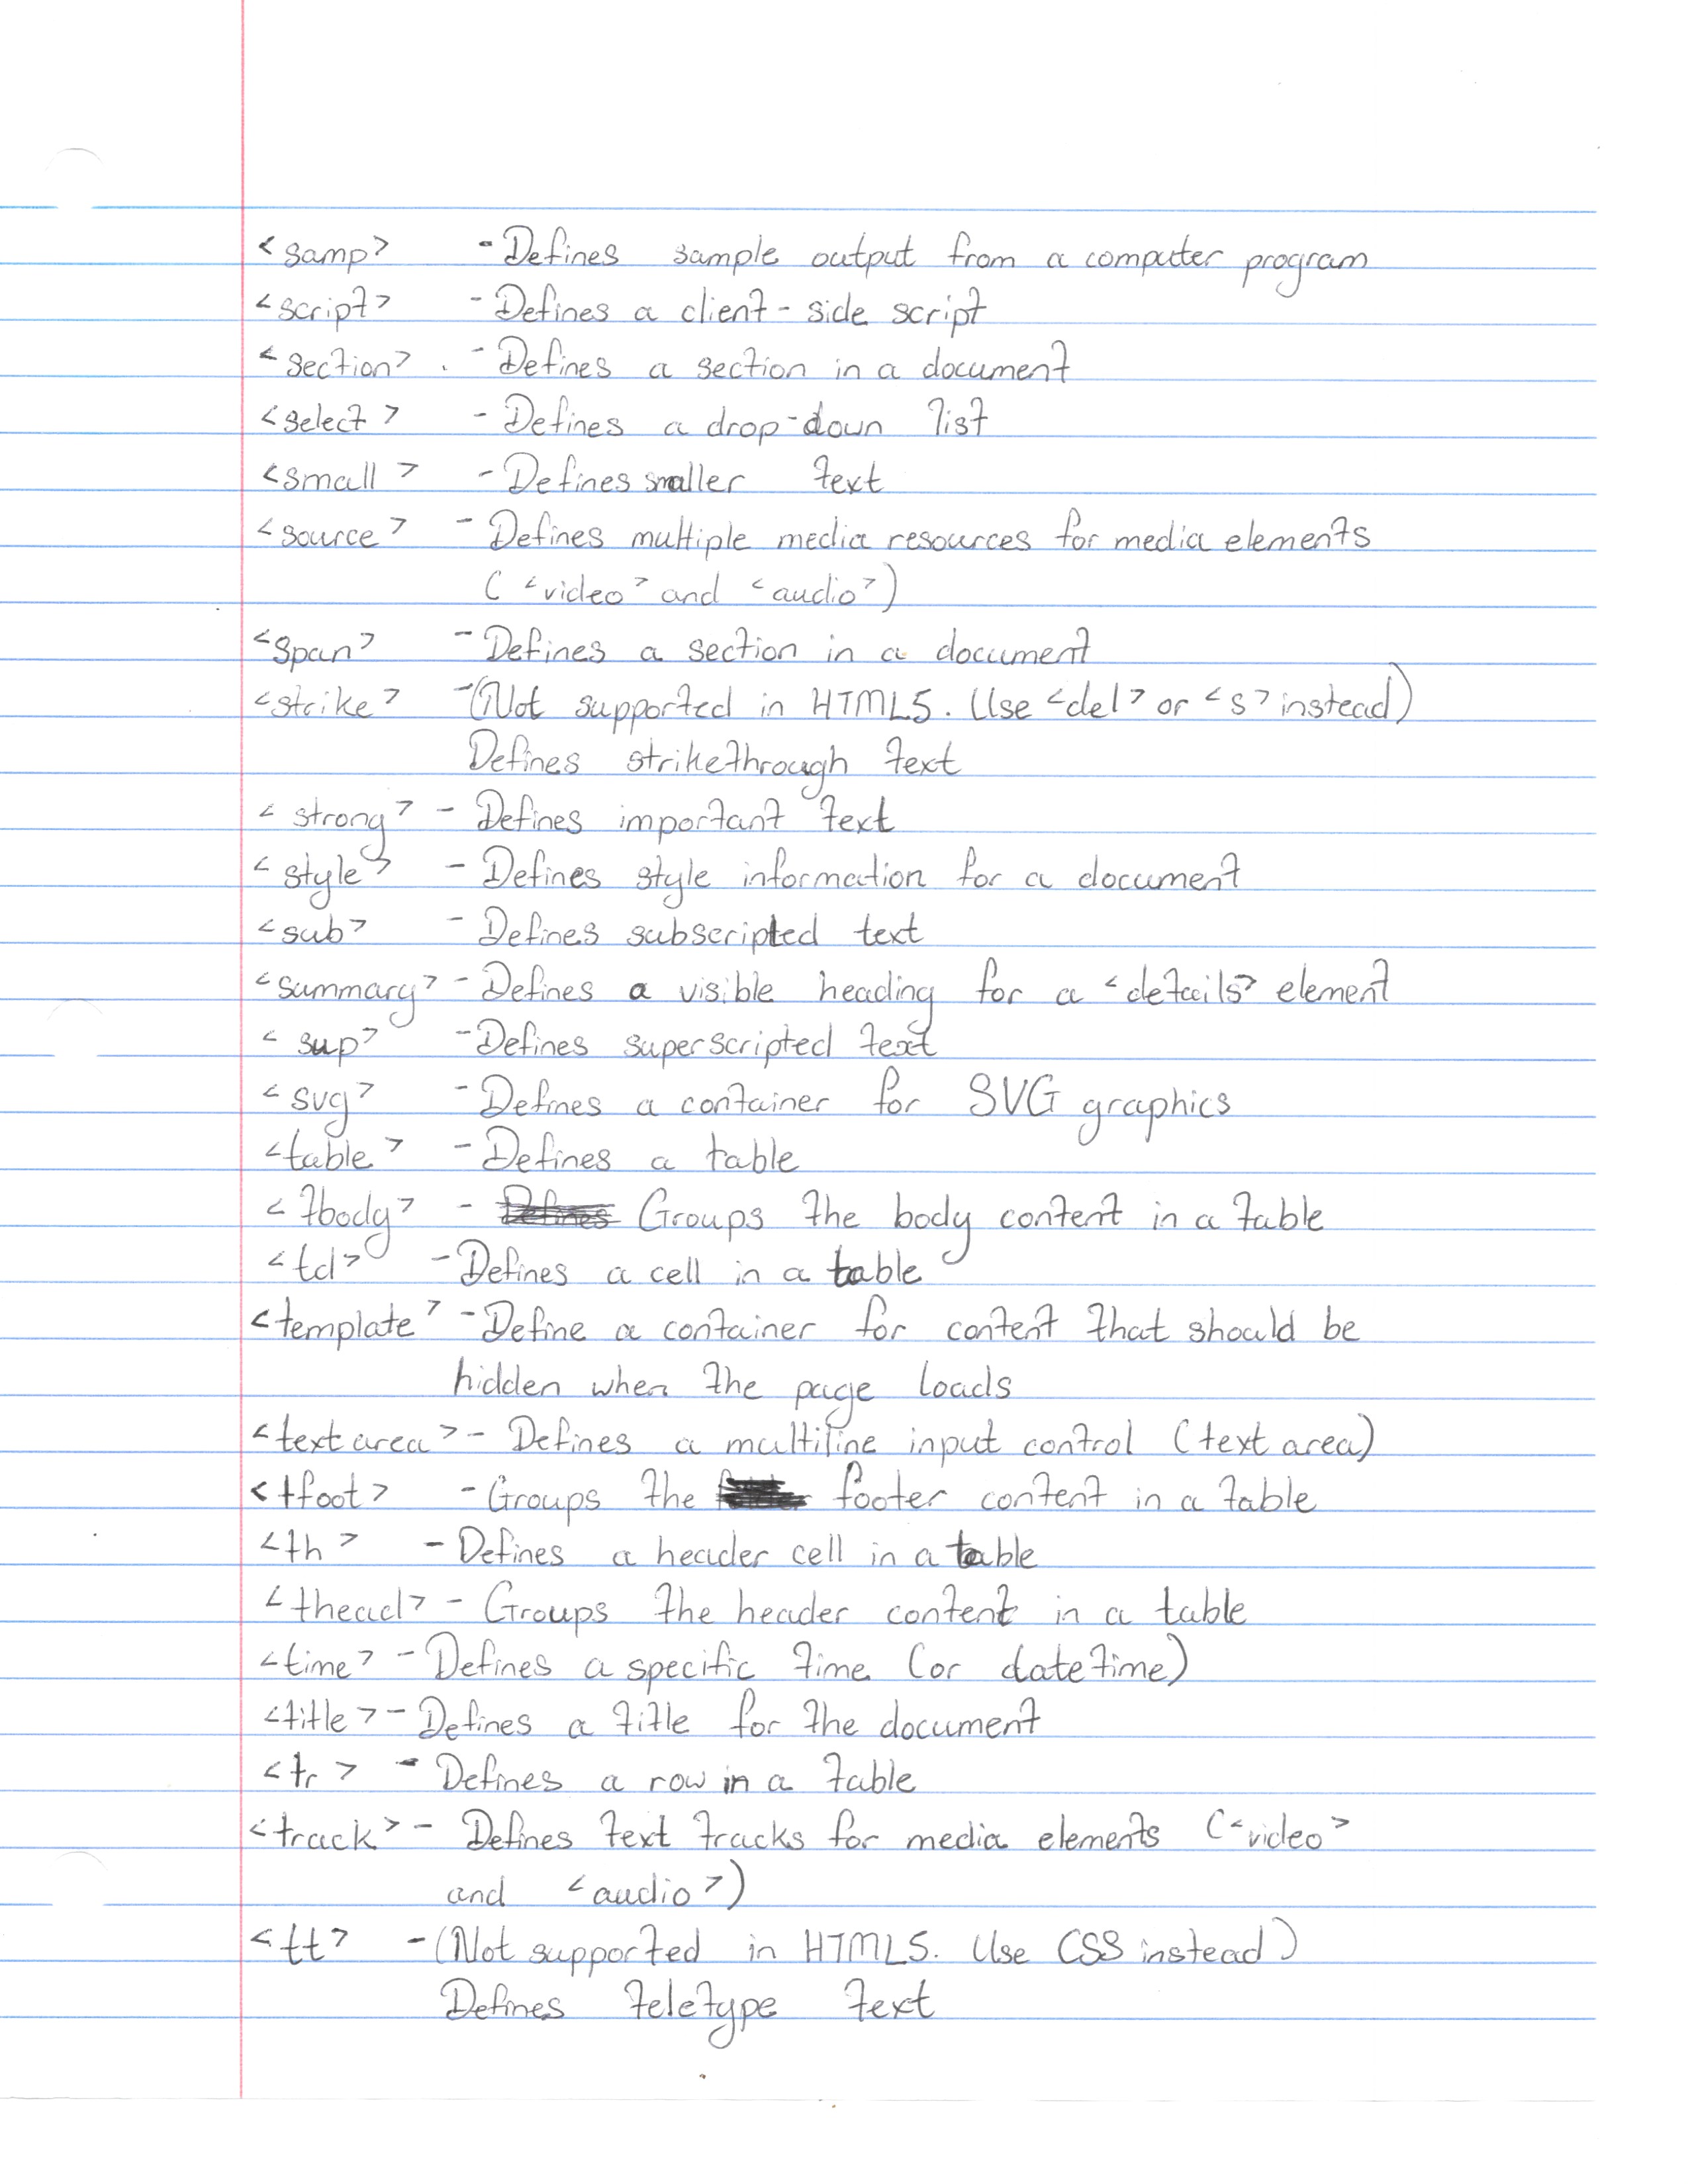 <samp> - Defines sample output from a computer program
<script> - Defines a client-side script
<section> - Defines a section in a document
<select> - Defines a drop-down list
<small> - Defines smaller text
<source> - Defines multiple media resources for media elements
(<video> and <audio>)
<span> - Defines a section in a document
<strike> - (Not supported in HTML5. Use <del> or <s> instead)
Defines strikethrough text
<strong> - Defines important text
<style> - Defines style information for a document
<sub> - Defines subscripted text
<summary> - Defines a visible heading for a <details> element
<sup> - Defines superscripted text
<svg> - Defines a container for SVG graphics
<table> - Defines a table
<tbody> - Groups the body content in a table
<td> - Defines a cell in a table
<template> - Define a container for content that should be
hidden when the page loads
<textarea> - Defines a multiline input control (text area)
<tfoot> - Groups the footer content in a table
<th> - Defines a header cell in a table
<thead> - Groups the header content in a table
<time> - Defines a specific time (or datetime)
<title> - Defines a title for the document
<tr> - Defines a row in a table
<track> - Defines text tracks for media elements (<video>
and <audio>)
<tt> - (Not supported in HTML5. Use CSS instead)
Defines teletype text